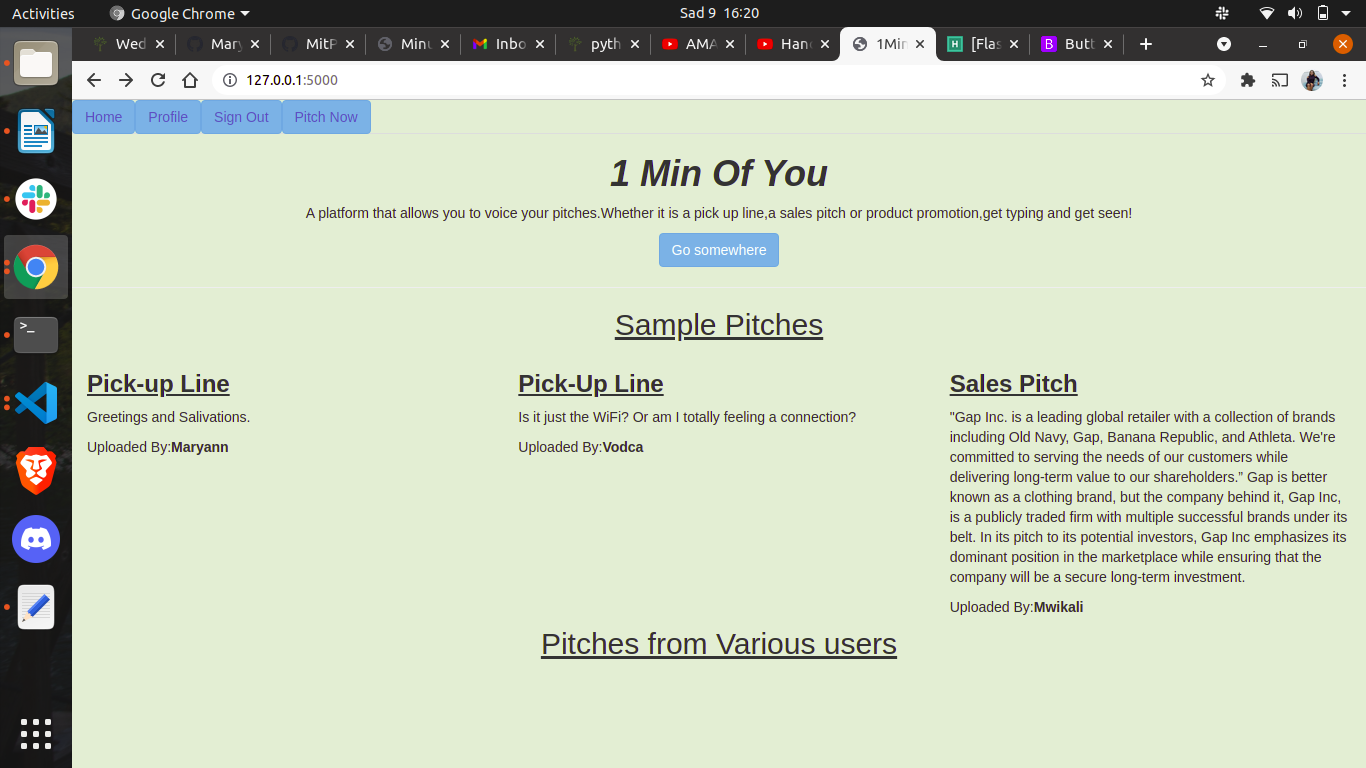 Activities Google Chrome Sad 9 16:20
Wed Mary MitP Minu Inbo pyth AMA Han 1Min [Flas Butt
127.0.0.1:5000
Home Profile Sign Out Pitch Now
1 Min Of You
A platform that allows you to voice your pitches.Whether it is a pick up line,a sales pitch or product promotion,get typing and get seen!
Go somewhere
Sample Pitches
Pick-up Line
Greetings and Salivations.
Uploaded By:Maryann
Pick-Up Line
Is it just the WiFi? Or am I totally feeling a connection?
Uploaded By:Vodca
Sales Pitch
"Gap Inc. is a leading global retailer with a collection of brands
including Old Navy, Gap, Banana Republic, and Athleta. We're
committed to serving the needs of our customers while
delivering long-term value to our shareholders.” Gap is better
known as a clothing brand, but the company behind it, Gap Inc,
is a publicly traded firm with multiple successful brands under its
belt. In its pitch to its potential investors, Gap Inc emphasizes its
dominant position in the marketplace while ensuring that the
company will be a secure long-term investment.
Uploaded By:Mwikali
Pitches from Various users